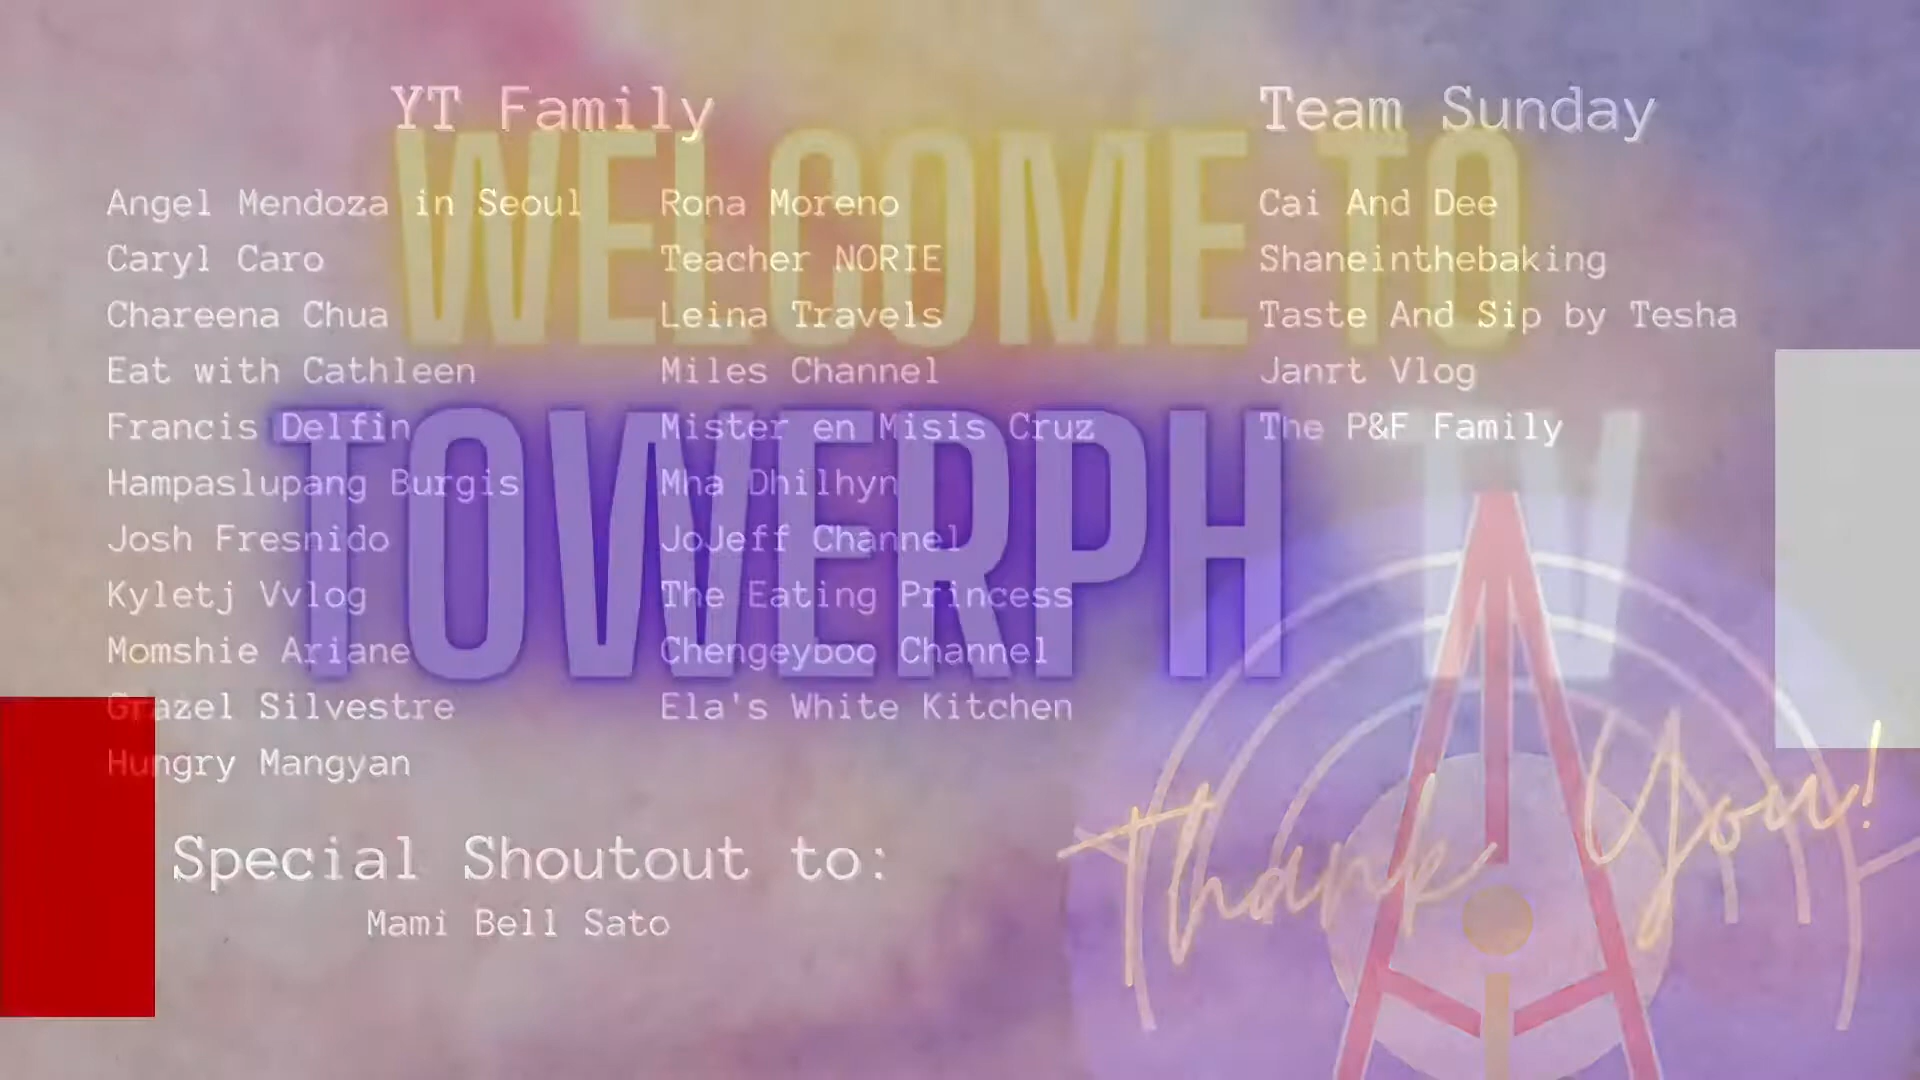 YT Family
Angel Mendoza in Seoul
Caryl Caro
Chareena Chua
Eat with Cathleen
Francis Delfin
Hampaslupang Burgis
Josh Fresnido
Kyletj Vvlog
Momshie Ariane
Grazel Silvestre
Hungry Mangyan
Rona Moreno
Teacher NORIE
Leina Travels
Miles Channel
Mister en Misis Cruz
Mha Dhilhyn
JoJeff Channel
The Eating Princess
Chengeyboo Channel
Ela's White Kitchen
Team Sunday
Cai And Dee
Shaneinthebaking
Taste And Sip by Tesha
Janrt Vlog
The P&F Family
WELCOME TO
TOWERPH TV
Special Shoutout to:
Mami Bell Sato
Thank You!